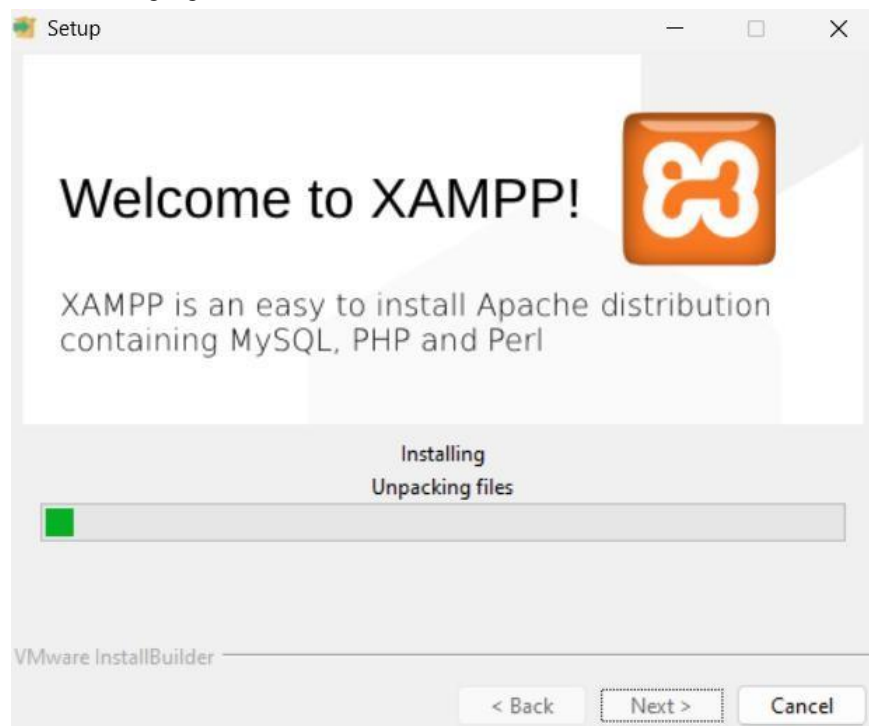 Setup
Welcome to XAMPP!
XAMPP is an easy to install Apache distribution
containing MySQL, PHP and Perl
Installing
Unpacking files
VMware InstallBuilder
< Back Next > Cancel